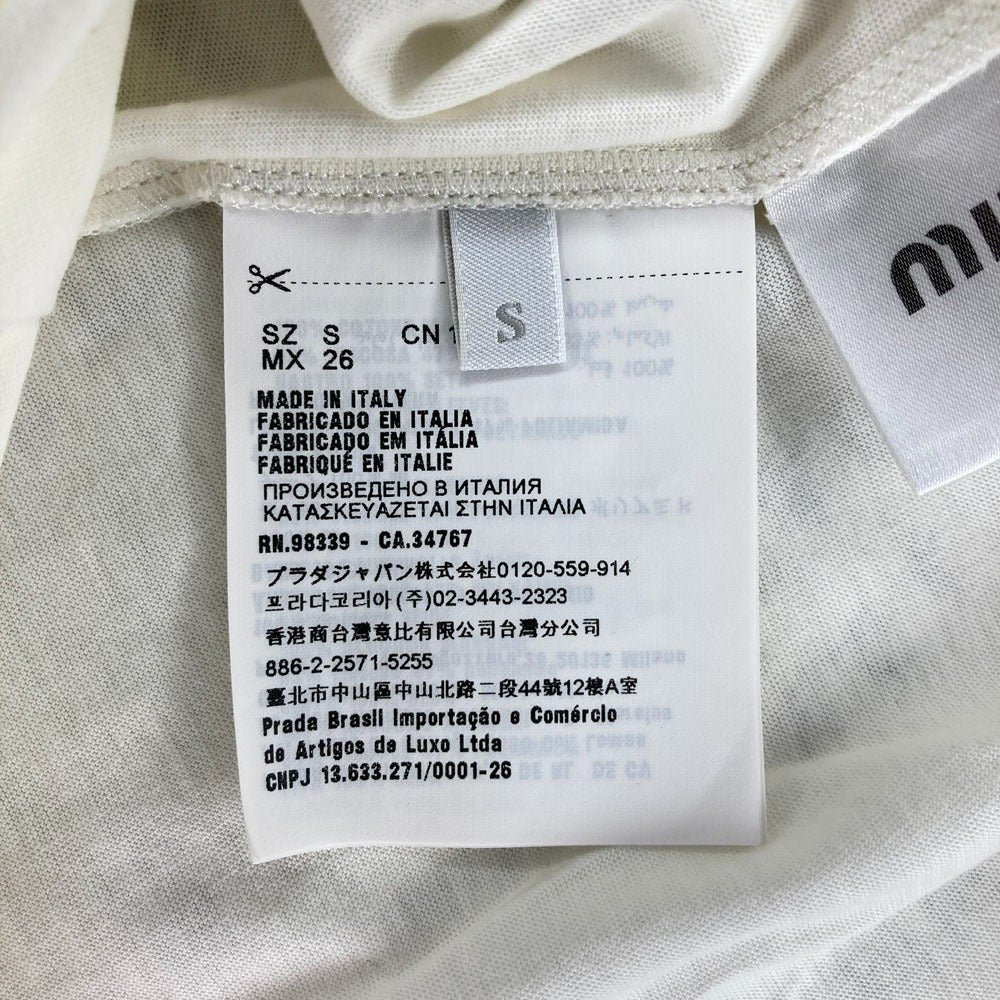 SZ S CN
MX 26
S
MADE IN ITALY
FABRICADO EN ITALIA
FABRICADO EM ITÁLIA
FABRIQUÉ EN ITALIE
ПРОИЗВЕДЕНО В ИТАЛИЯ
ΚΑΤΑΣΚΕΥΑΖΕΤΑΙ ΣΤΗΝ ΙΤΑΛΙΑ
RN.98339 - CA.34767
プラダジャパン株式会社0120-559-914
프라다코리아(주)02-3443-2323
香港商台灣意比有限公司台灣分公司
886-2-2571-5255
臺北市中山區中山北路二段44號12樓A室
Prada Brasil Importação e Comércio
de Artigos de Luxo Ltda
CNPJ 13.633.271/0001-26